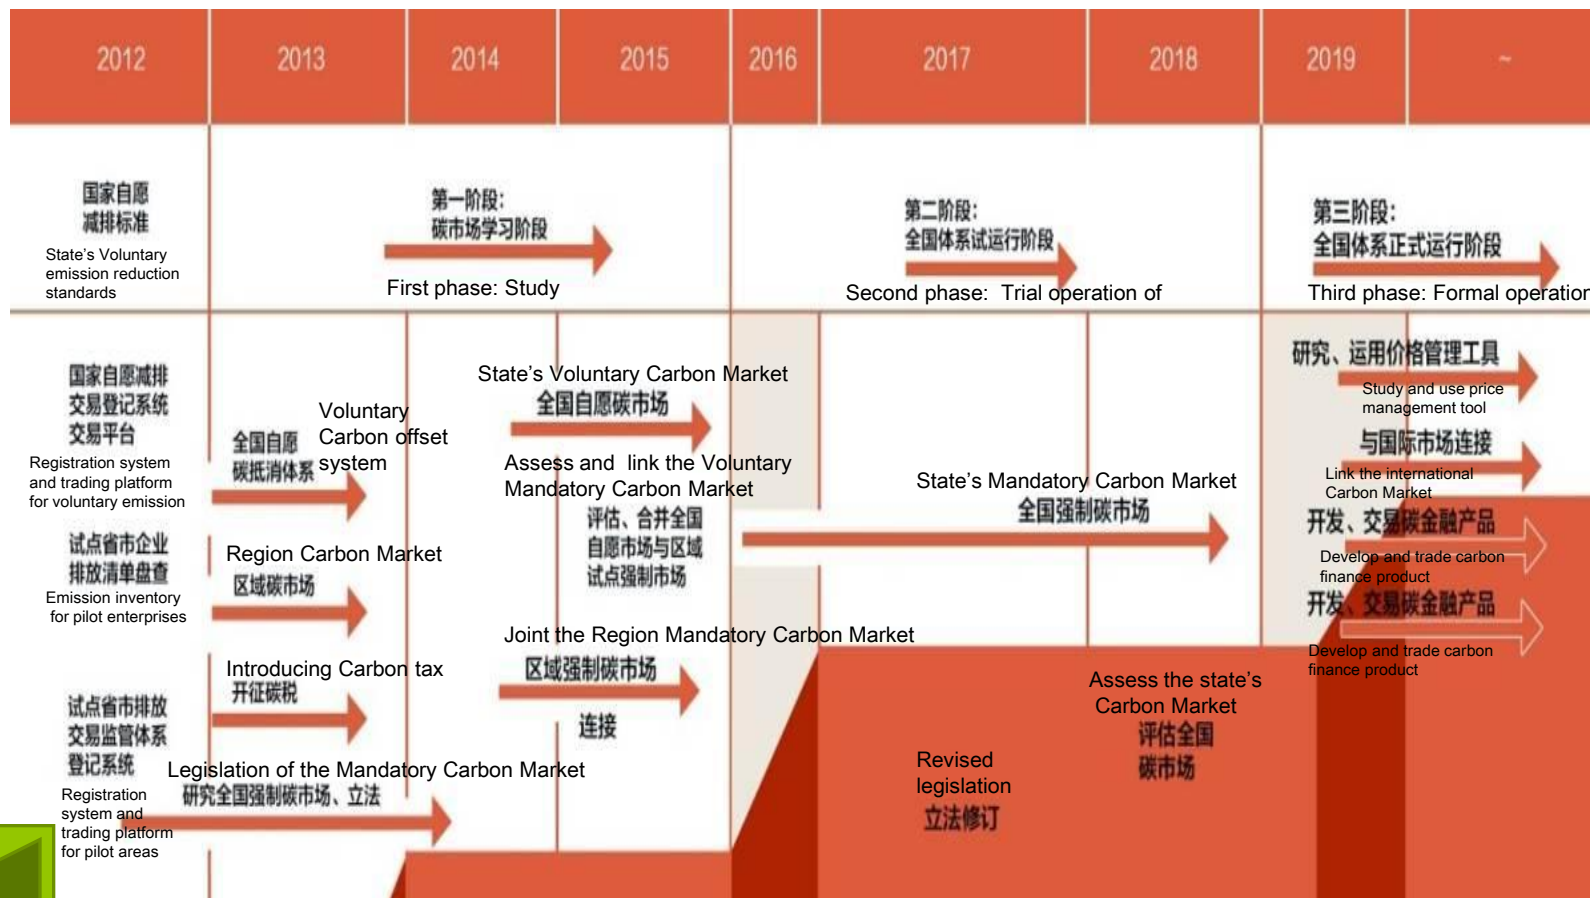 2012
2013
2014
2015
2016
2017
2018
2019
~
国家自愿
减排标准
State's Voluntary
emission reduction
standards
第一阶段：
碳市场学习阶段
First phase: Study
第二阶段：
全国体系试运行阶段
Second phase:  Trial operation of
第三阶段：
全国体系正式运行阶段
Third phase: Formal operation
国家自愿减排
交易登记系统
交易平台
Registration system
and trading platform
for voluntary emission
试点省市企业
排放清单盘查
Emission inventory
for pilot enterprises
试点省市排放
交易监管体系
登记系统
Registration
system and
trading platform
for pilot areas
Voluntary
Carbon offset
system
全国自愿
碳抵消体系
Region Carbon Market
区域碳市场
Introducing Carbon tax
开征碳税
Legislation of the Mandatory Carbon Market
研究全国强制碳市场、立法
State's Voluntary Carbon Market
全国自愿碳市场
Assess and  link the Voluntary
Mandatory Carbon Market
评估、合并全国
自愿市场与区域
试点强制市场
Joint the Region Mandatory Carbon Market
区域强制碳市场
连接
State's Mandatory Carbon Market
全国强制碳市场
Revised
legislation
立法修订
Assess the state's
Carbon Market
评估全国
碳市场
研究、运用价格管理工具
Study and use price
management tool
与国际市场连接
Link the international
Carbon Market
开发、交易碳金融产品
Develop and trade carbon
finance product
开发、交易碳金融产品
Develop and trade carbon
finance product